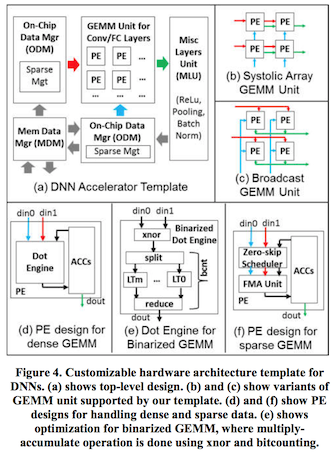 On-Chip
Data Mgr
(ODM)
Sparse
Mgt
GEMM Unit for
Conv/FC Layers
PE PE ...
PE PE ...
... ... ...
Misc
Layers
Unit
(MLU)
(ReLu,
Pooling,
Batch
Norm)
Mem Data
Mgr (MDM)
On-Chip Data
Mgr (ODM)
Sparse Mgt
(a) DNN Accelerator Template
PE PE
PE PE
(b) Systolic Array
GEMM Unit
PE PE
PE PE
(c) Broadcast
GEMM Unit
din0 din1
Dot
Engine
ACCs
PE
dout
(d) PE design for
dense GEMM
din0 din1
Binarized
Dot Engine
xnor
split
LTm ... LT0
bcnt
reduce
dout
(e) Dot Engine for
Binarized GEMM
din0 din1
Zero-skip
Scheduler
FMA Unit
ACCs
PE
dout
(f) PE design for
sparse GEMM
Figure 4. Customizable hardware architecture template for
DNNs. (a) shows top-level design. (b) and (c) show variants of
GEMM unit supported by our template. (d) and (f) show PE
designs for handling dense and sparse data. (e) shows
optimization for binarized GEMM, where multiply-
accumulate operation is done using xnor and bitcounting.